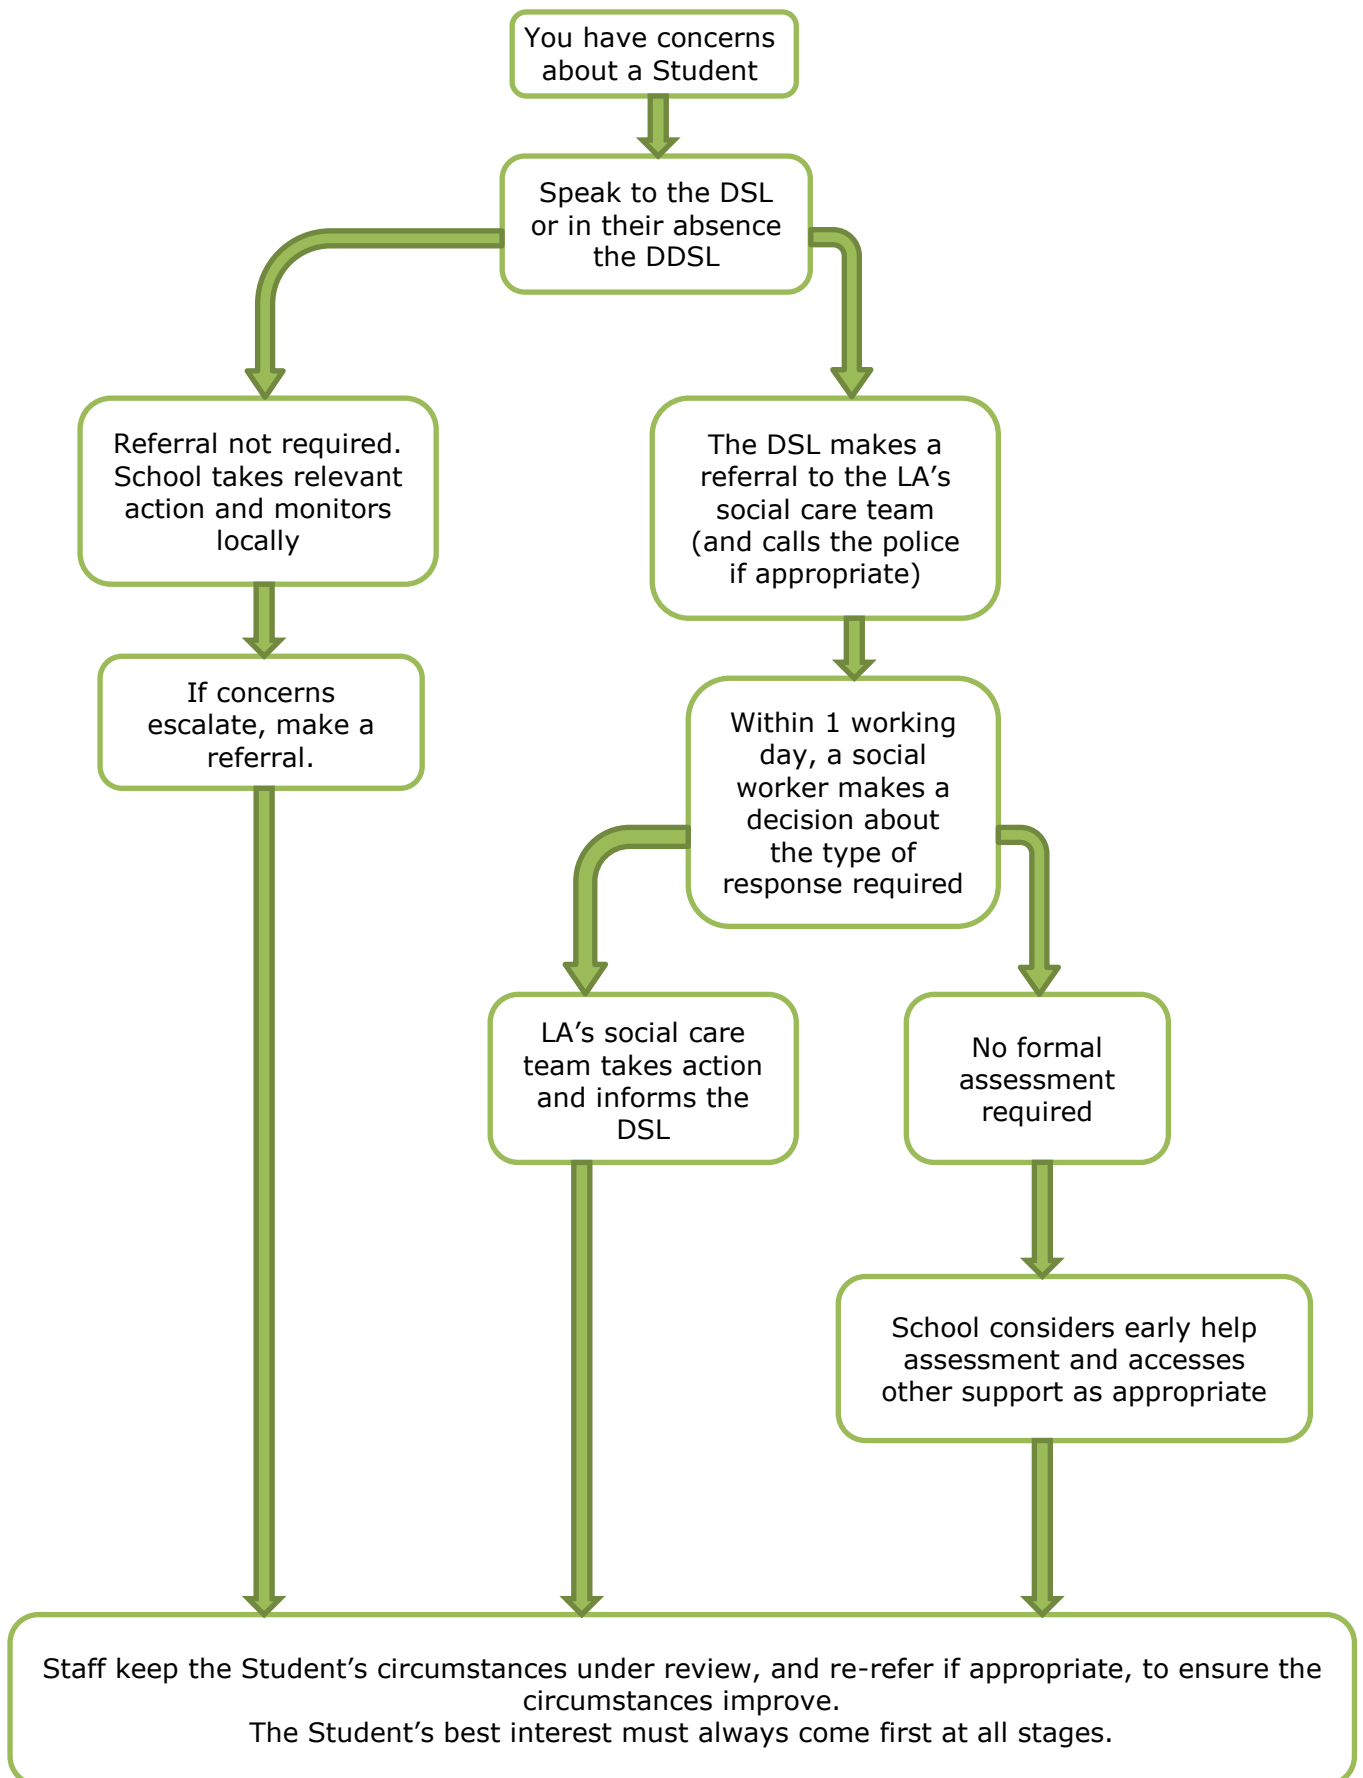 You have concerns
about a Student
Speak to the DSL
or in their absence
the DDSL
Referral not required.
School takes relevant
action and monitors
locally
The DSL makes a
referral to the LA’s
social care team
(and calls the police
if appropriate)
If concerns
escalate, make a
referral.
Within 1 working
day, a social
worker makes a
decision about
the type of
response required
LA’s social care
team takes action
and informs the
DSL
No formal
assessment
required
School considers early help
assessment and accesses
other support as appropriate
Staff keep the Student’s circumstances under review, and re-refer if appropriate, to ensure the
circumstances improve.
The Student’s best interest must always come first at all stages.